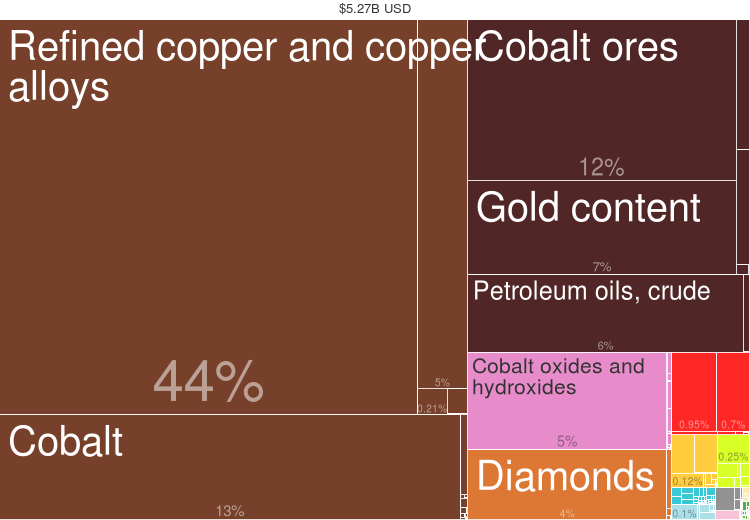 $5.27B USD
Refined copper and copper
alloys
44%
5%
0.21%
Cobalt
13%
Cobalt ores
12%
Gold content
7%
Petroleum oils, crude
6%
Cobalt oxides and
hydroxides
5%
Diamonds
4%
0.95%
0.7%
0.25%
0.12%
0.1%